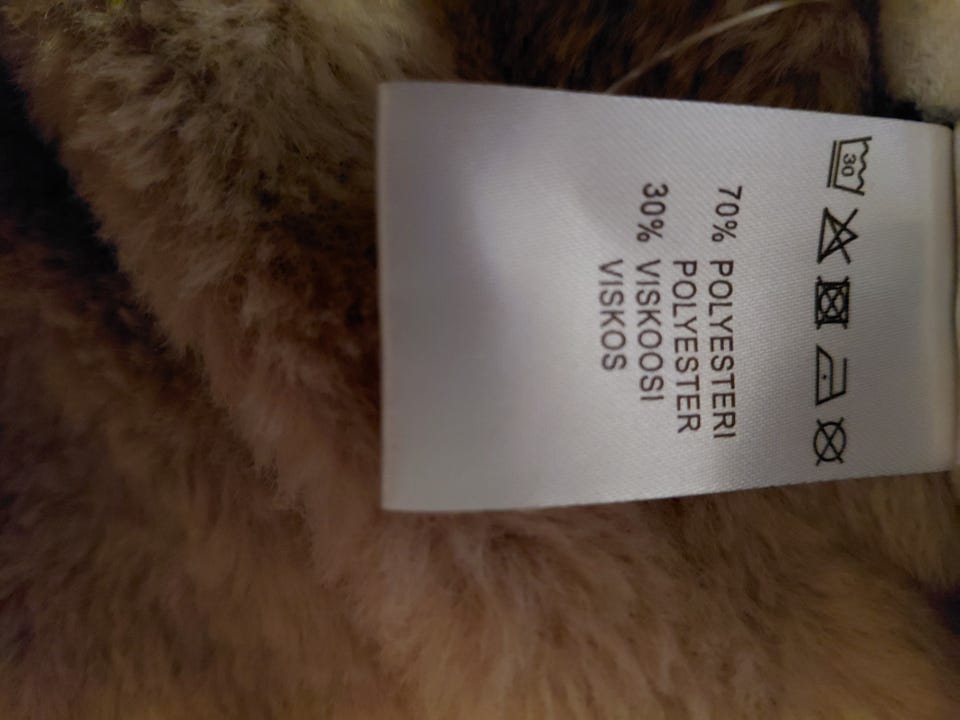 30
70% POLYESTERI
POLYESTER
30% VISKOOSI
VISKOS